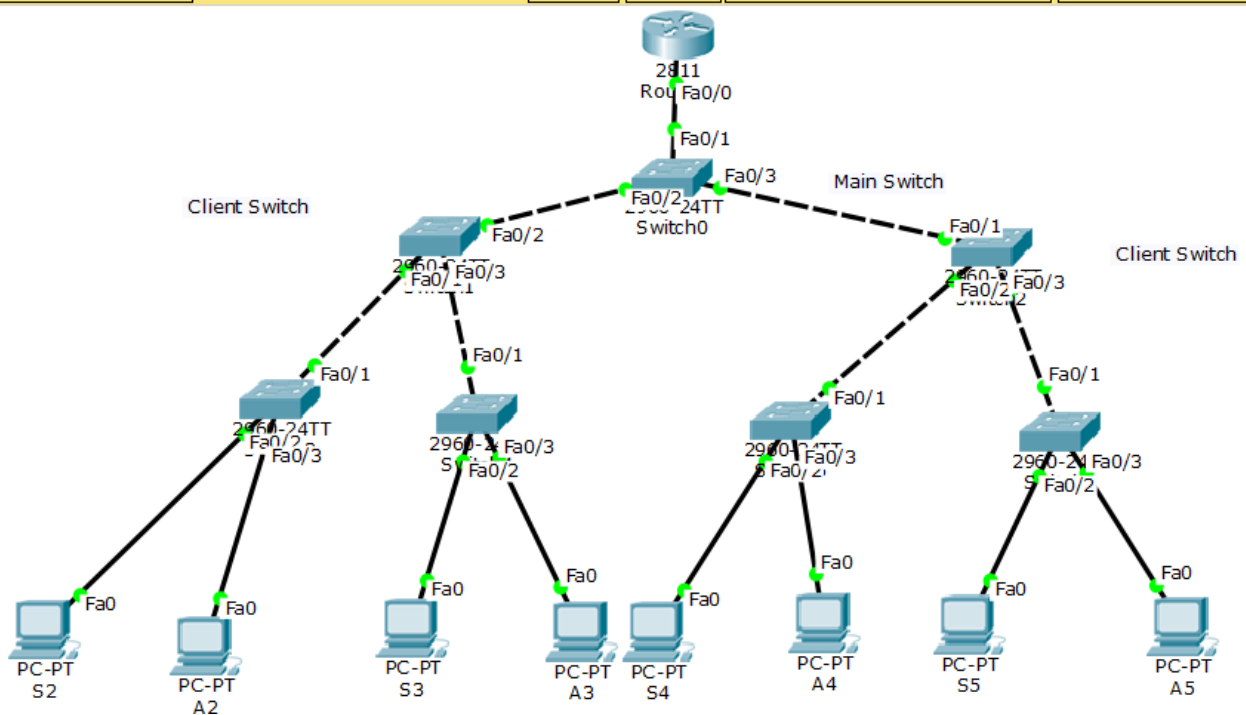 2811
Fa0/0
Fa0/1
Fa0/3
Main Switch
Client Switch
Fa0/2
Switch0
Fa0/2
Fa0/1
Client Switch
Fa0/3
Fa0/2
Fa0/3
Fa0/1
Fa0/1
Fa0/1
Fa0/1
2960-24TT
Fa0/2
Fa0/3
Fa0/3
Fa0/2
Fa0/3
Fa0/3
Fa0/2
Fa0
Fa0
Fa0
Fa0
Fa0
Fa0
Fa0
Fa0
PC-PT
S2
PC-PT
A2
PC-PT
S3
PC-PT
A3
PC-PT
S4
PC-PT
A4
PC-PT
S5
PC-PT
A5